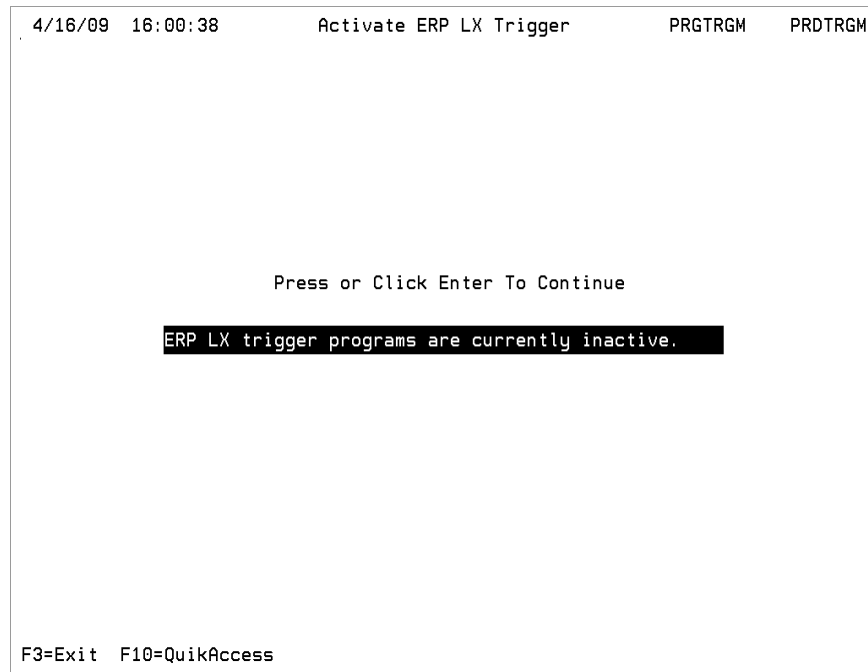 4/16/09 16:00:38 Activate ERP LX Trigger PRGTRGM PRDTRGM
Press or Click Enter To Continue
ERP LX trigger programs are currently inactive.
F3=Exit F10=QuikAccess